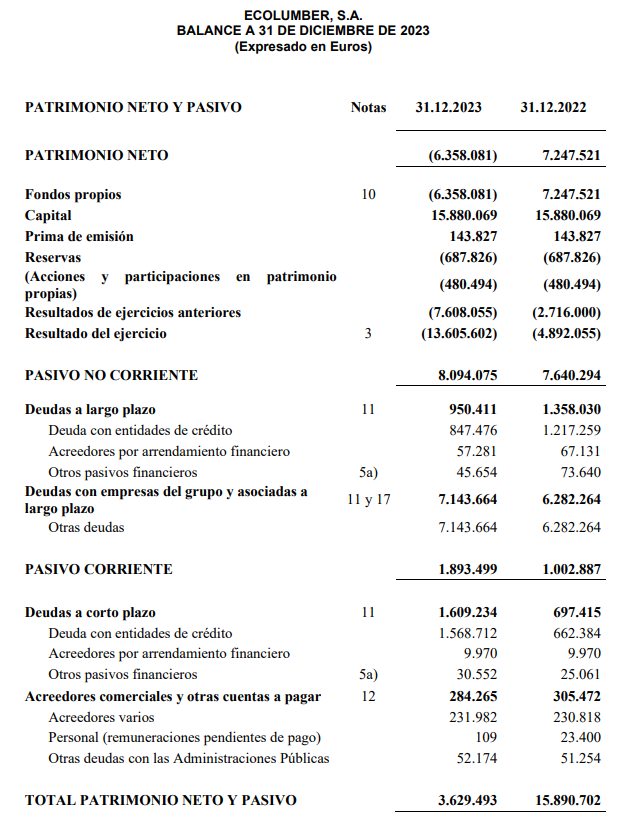 ECOLUMBER, S.A.
BALANCE A 31 DE DICIEMBRE DE 2023
(Expresado en Euros)
PATRIMONIO NETO Y PASIVO Notas 31.12.2023 31.12.2022
PATRIMONIO NETO (6.358.081) 7.247.521
Fondos propios 10 (6.358.081) 7.247.521
Capital 15.880.069 15.880.069
Prima de emisión 143.827 143.827
Reservas (687.826) (687.826)
(Acciones y participaciones en patrimonio
propias) (480.494) (480.494)
Resultados de ejercicios anteriores (7.608.055) (2.716.000)
Resultado del ejercicio 3 (13.605.602) (4.892.055)
PASIVO NO CORRIENTE 8.094.075 7.640.294
Deudas a largo plazo 11 950.411 1.358.030
Deuda con entidades de crédito 847.476 1.217.259
Acreedores por arrendamiento financiero 57.281 67.131
Otros pasivos financieros 5a) 45.654 73.640
Deudas con empresas del grupo y asociadas a
largo plazo 11 y 17 7.143.664 6.282.264
Otras deudas 7.143.664 6.282.264
PASIVO CORRIENTE 1.893.499 1.002.887
Deudas a corto plazo 11 1.609.234 697.415
Deuda con entidades de crédito 1.568.712 662.384
Acreedores por arrendamiento financiero 9.970 9.970
Otros pasivos financieros 5a) 30.552 25.061
Acreedores comerciales y otras cuentas a pagar 12 284.265 305.472
Acreedores varios 231.982 230.818
Personal (remuneraciones pendientes de pago) 109 23.400
Otras deudas con las Administraciones Públicas 52.174 51.254
TOTAL PATRIMONIO NETO Y PASIVO 3.629.493 15.890.702